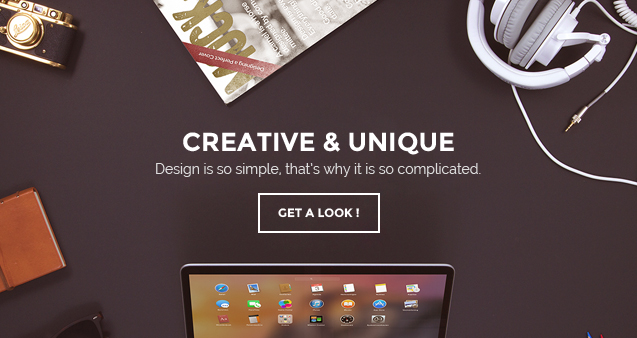 Designing a Perfect Cover
CREATIVE & UNIQUE
Design is so simple, that's why it is so complicated.
GET A LOOK !